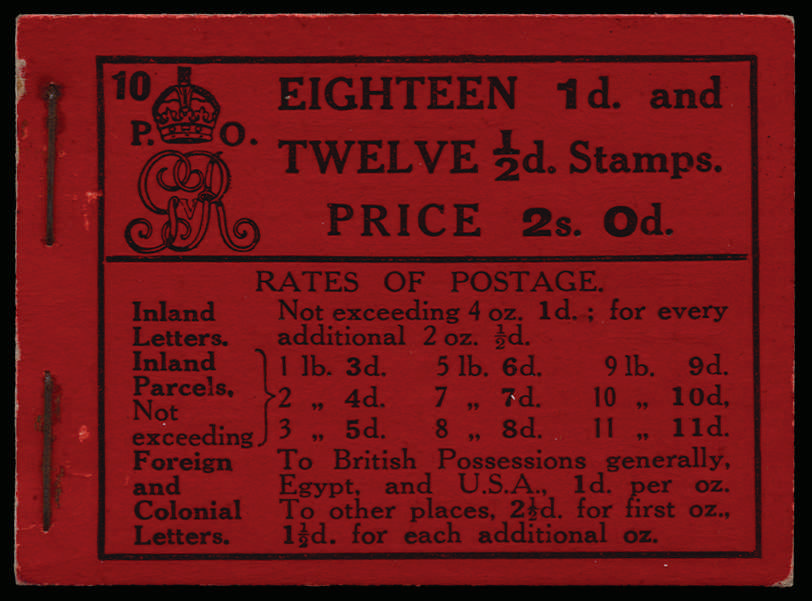 10
P. O.
GVR
EIGHTEEN 1d. and
TWELVE ½d. Stamps.
PRICE 2s. 0d.
RATES OF POSTAGE.
Inland Letters. Not exceeding 4 oz. 1d. ; for every
additional 2 oz. ½d.
Inland Parcels, Not exceeding
1 lb. 3d. 5 lb. 6d. 9 lb. 9d.
2 „ 4d. 7 „ 7d. 10 „ 10d,
3 „ 5d. 8 „ 8d. 11 „ 11d.
Foreign and Colonial Letters.
To British Possessions generally,
Egypt, and U.S.A., 1d. per oz.
To other places, 2½d. for first oz.,
1½d. for each additional oz.